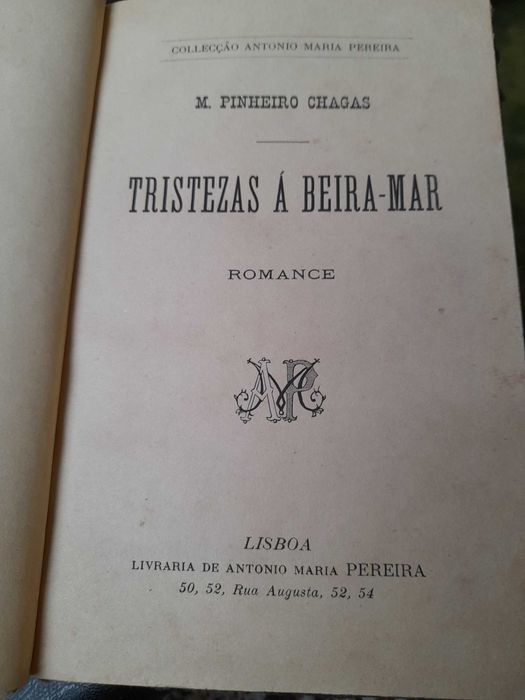 COLLECÇÃO ANTONIO MARIA PEREIRA
M. PINHEIRO CHAGAS
TRISTEZAS Á BEIRA-MAR
ROMANCE
AMP
LISBOA
LIVRARIA DE ANTONIO MARIA PEREIRA
50, 52, Rua Augusta, 52, 54